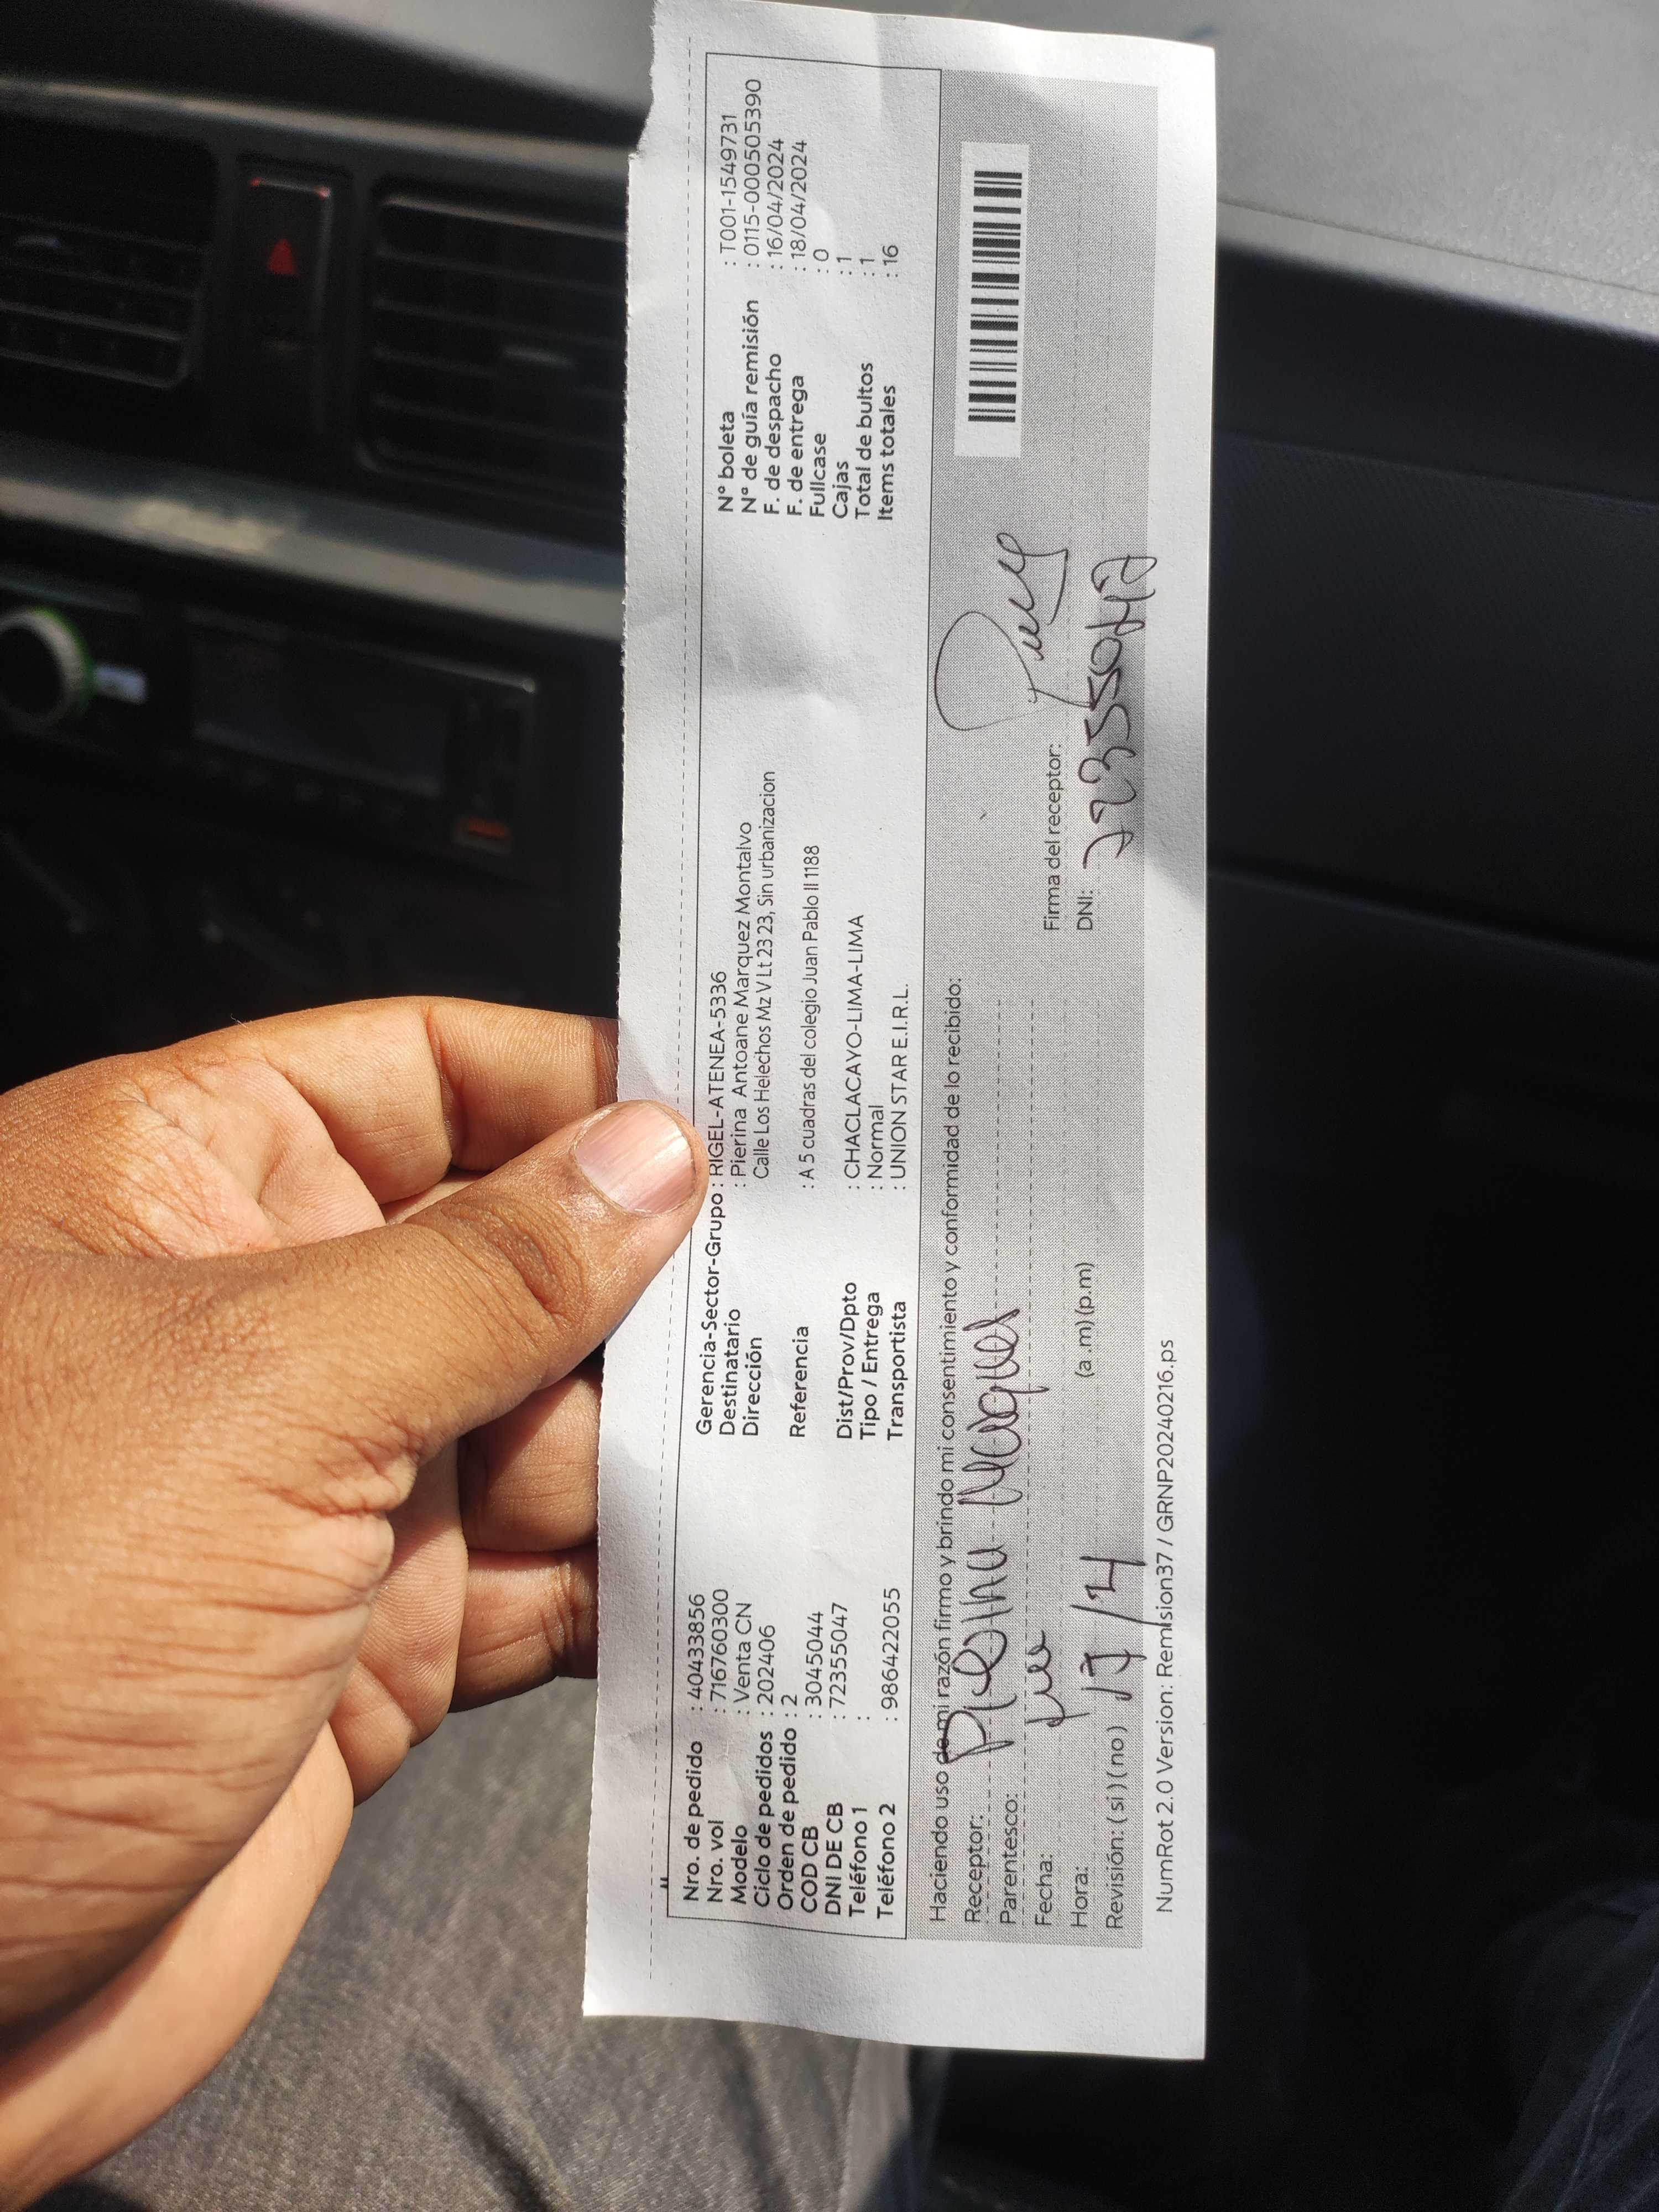 Nro. de pedido : 40433856
Nro. vol : 716760300
Modelo : Venta CN
Ciclo de pedidos : 202406
Orden de pedido : 2
COD CB : 3045044
DNI DE CB : 72355047
Teléfono 1 :
Teléfono 2 : 986422055
Gerencia-Sector-Grupo : RIGEL-ATENEA-5336
Destinatario : Pierina Antoane Marquez Montalvo
Dirección Calle Los Helechos Mz V Lt 23 23, Sin urbanizacion
Referencia : A 5 cuadras del colegio Juan Pablo II 1188
Dist/Prov/Dpto : CHACLACAYO-LIMA-LIMA
Tipo / Entrega : Normal
Transportista : UNION STAR E.I.R.L.
N° boleta : T001-1549731
N° de guía remisión : 0115-000505390
F. de despacho : 16/04/2024
F. de entrega : 18/04/2024
Fullcase : 0
Cajas : 1
Total de bultos : 1
Items totales : 16
Haciendo uso de mi razón firmo y brindo mi consentimiento y conformidad de lo recibido:
Receptor: Pierina Marquez
Parentesco:
Fecha: 17/4
Hora: (a .m) (p.m)
Revisión: ( si ) ( no )
Firma del receptor:
DNI: 72355047
NumRot 2.0 Version: Remision37 / GRNP20240216.ps